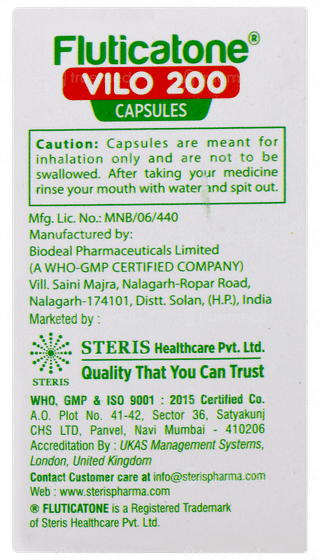 Fluticatone®
VILO 200
CAPSULES
Caution: Capsules are meant for
inhalation only and are not to be
swallowed. After taking your medicine
rinse your mouth with water and spit out.
Mfg. Lic. No.: MNB/06/440
Manufactured by:
Biodeal Pharmaceuticals Limited
(A WHO-GMP CERTIFIED COMPANY)
Vill. Saini Majra, Nalagarh-Ropar Road,
Nalagarh-174101, Distt. Solan, (H.P.), India
Marketed by :
STERIS Healthcare Pvt. Ltd.
Quality That You Can Trust
STERIS
WHO, GMP & ISO 9001 : 2015 Certified Co.
A.O. Plot No. 41-42, Sector 36, Satyakunj
CHS LTD, Panvel, Navi Mumbai - 410206
Accreditation By : UKAS Management Systems,
London, United Kingdom
Contact Customer care at info@sterispharma.com
Web : www.sterispharma.com
® FLUTICATONE is a Registered Trademark
of Steris Healthcare Pvt. Ltd.